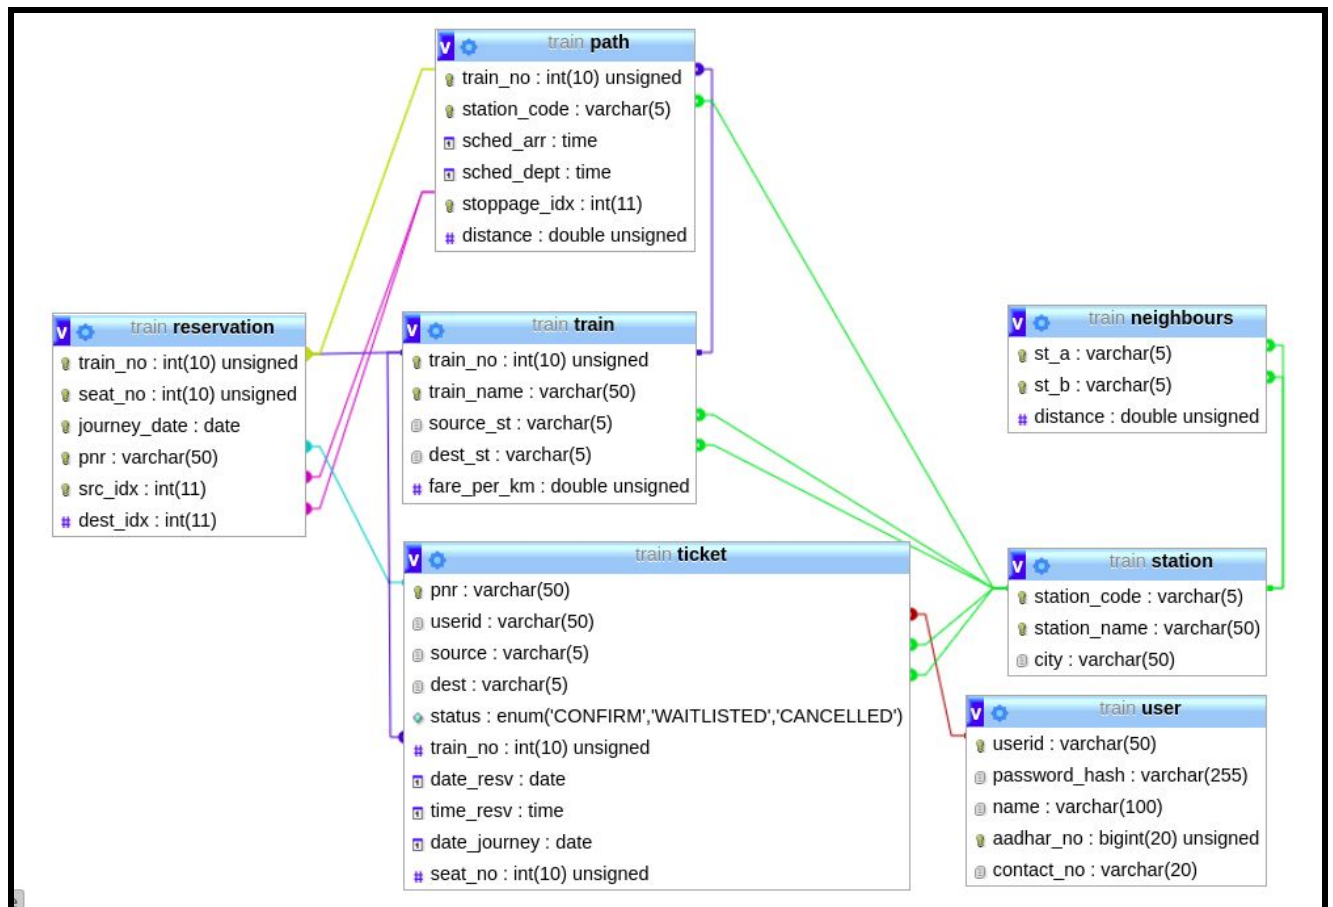 train path
train_no : int(10) unsigned
station_code : varchar(5)
sched_arr : time
sched_dept : time
stoppage_idx : int(11)
distance : double unsigned
train reservation
train_no : int(10) unsigned
seat_no : int(10) unsigned
journey_date : date
pnr : varchar(50)
src_idx : int(11)
dest_idx : int(11)
train train
train_no : int(10) unsigned
train_name : varchar(50)
source_st : varchar(5)
dest_st : varchar(5)
fare_per_km : double unsigned
train neighbours
st_a : varchar(5)
st_b : varchar(5)
distance : double unsigned
train ticket
pnr : varchar(50)
userid : varchar(50)
source : varchar(5)
dest : varchar(5)
status : enum('CONFIRM','WAITLISTED','CANCELLED')
train_no : int(10) unsigned
date_resv : date
time_resv : time
date_journey : date
seat_no : int(10) unsigned
train station
station_code : varchar(5)
station_name : varchar(50)
city : varchar(50)
train user
userid : varchar(50)
password_hash : varchar(255)
name : varchar(100)
aadhar_no : bigint(20) unsigned
contact_no : varchar(20)